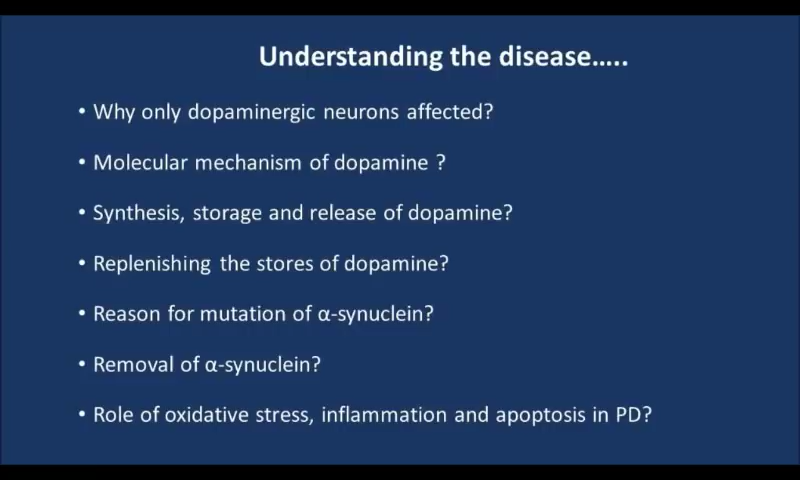 Understanding the disease.....
• Why only dopaminergic neurons affected?
• Molecular mechanism of dopamine ?
• Synthesis, storage and release of dopamine?
• Replenishing the stores of dopamine?
• Reason for mutation of α-synuclein?
• Removal of α-synuclein?
• Role of oxidative stress, inflammation and apoptosis in PD?